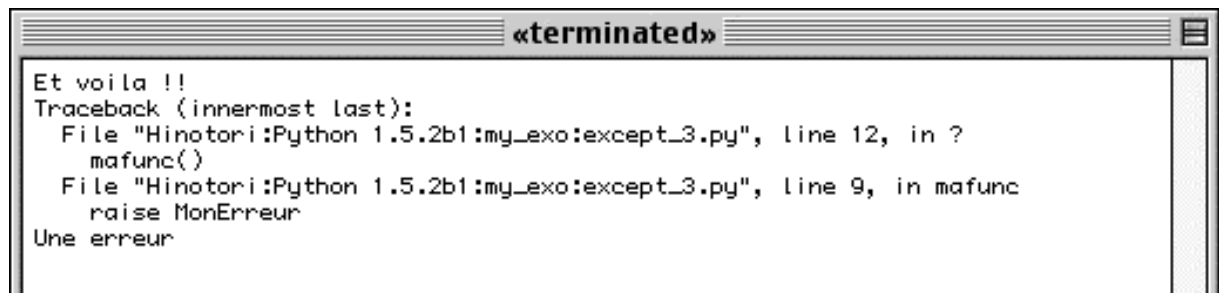 «terminated»
Et voila !!
Traceback (innermost last):
File "Hinotori:Python 1.5.2b1:my_exo:except_3.py", line 12, in ?
mafunc()
File "Hinotori:Python 1.5.2b1:my_exo:except_3.py", line 9, in mafunc
raise MonErreur
Une erreur